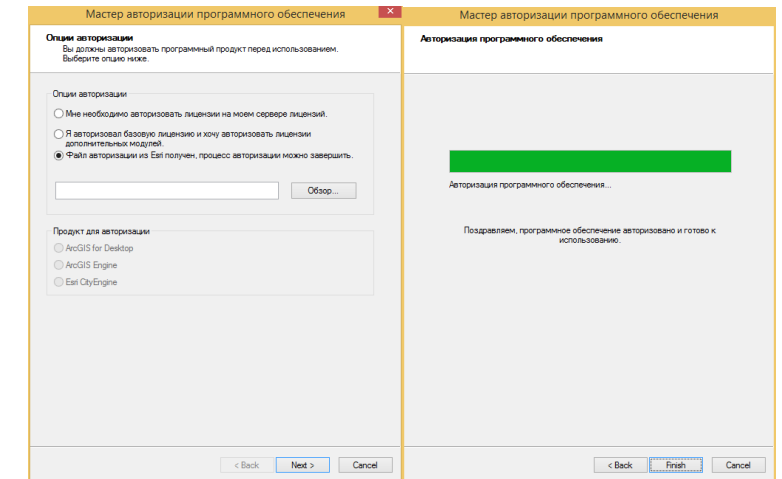 Мастер авторизации программного обеспечения
×
Опции авторизации
Вы должны авторизовать программный продукт перед использованием.
Выберите опцию ниже.
Опции авторизации
Мне необходимо авторизовать лицензии на моем сервере лицензий.
Я авторизовал базовую лицензию и хочу авторизовать лицензии
дополнительных модулей.
Файл авторизации из Esri получен, процесс авторизации можно завершить.
Обзор...
Продукт для авторизации
ArcGIS for Desktop
ArcGIS Engine
Esri CityEngine
< Back
Next >
Cancel
Мастер авторизации программного обеспечения
Авторизация программного обеспечения
Авторизация программного обеспечения...
Поздравляем, программное обеспечение авторизовано и готово к
использованию.
< Back
Finish
Cancel